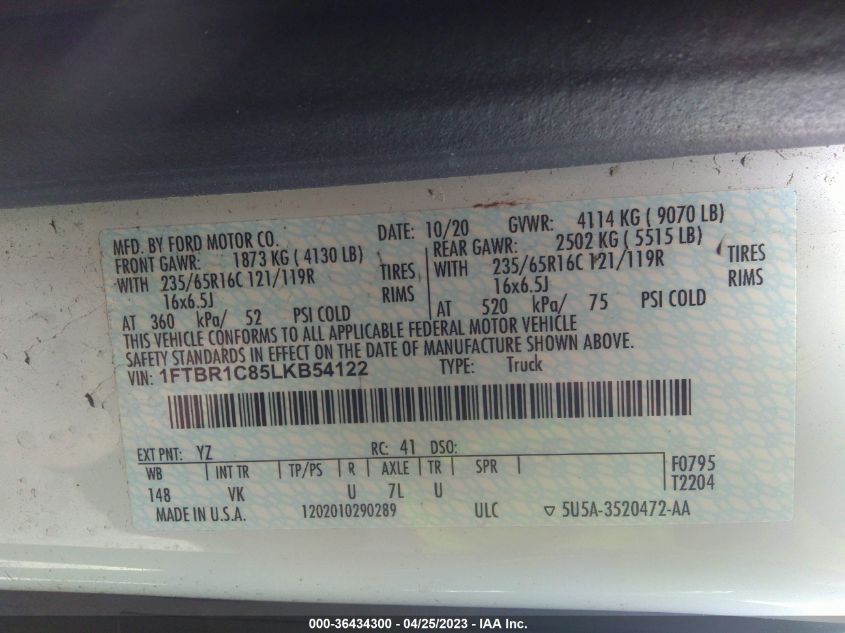 MFD. BY FORD MOTOR CO. DATE: 10/20 GVWR: 4114 KG ( 9070 LB)
FRONT GAWR: 1873 KG ( 4130 LB) REAR GAWR: 2502 KG ( 5515 LB)
WITH 235/65R16C 121/119R TIRES WITH 235/65R16C 121/119R TIRES
16x6.5J RIMS 16x6.5J RIMS
AT 360 kPa/ 52 PSI COLD AT 520 kPa/ 75 PSI COLD
THIS VEHICLE CONFORMS TO ALL APPLICABLE FEDERAL MOTOR VEHICLE
SAFETY STANDARDS IN EFFECT ON THE DATE OF MANUFACTURE SHOWN ABOVE.
VIN: 1FTBR1C85LKB54122 TYPE: Truck
EXT PNT: YZ RC: 41 DSO:
WB INT TR TP/PS R AXLE TR SPR F0795
148 VK U 7L U T2204
MADE IN U.S.A. 1202010290289 ULC ▽ 5U5A-3520472-AA
000-36434300 - 04/25/2023 - IAA Inc.